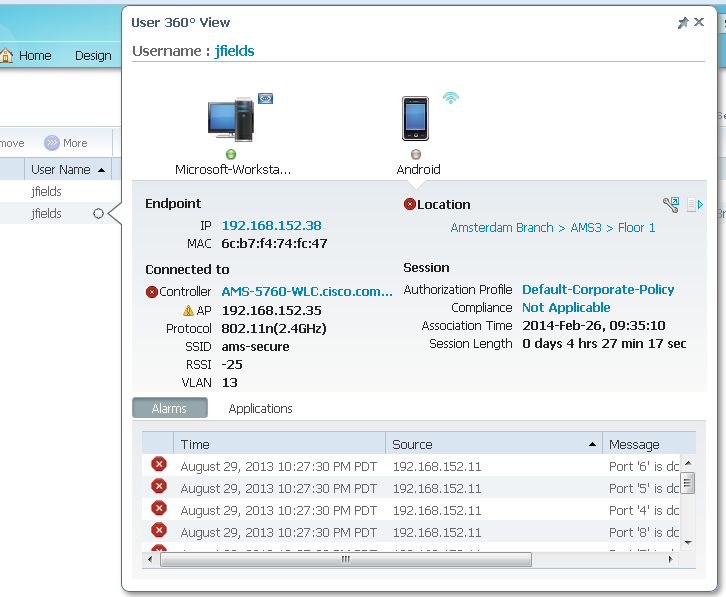 User 360° View
Username : jfields
Home Design
More
User Name
jfields
jfields
Microsoft-Worksta...
Android
Endpoint
IP 192.168.152.38
MAC 6c:b7:f4:74:fc:47
Connected to
Controller AMS-5760-WLC.cisco.com...
AP 192.168.152.35
Protocol 802.11n(2.4GHz)
SSID ams-secure
RSSI -25
VLAN 13
Location
Amsterdam Branch > AMS3 > Floor 1
Session
Authorization Profile Default-Corporate-Policy
Compliance Not Applicable
Association Time 2014-Feb-26, 09:35:10
Session Length 0 days 4 hrs 27 min 17 sec
Alarms Applications
Time Source Message
August 29, 2013 10:27:30 PM PDT 192.168.152.11 Port '6' is dc
August 29, 2013 10:27:30 PM PDT 192.168.152.11 Port '5' is dc
August 29, 2013 10:27:30 PM PDT 192.168.152.11 Port '4' is dc
August 29, 2013 10:27:30 PM PDT 192.168.152.11 Port '8' is dc